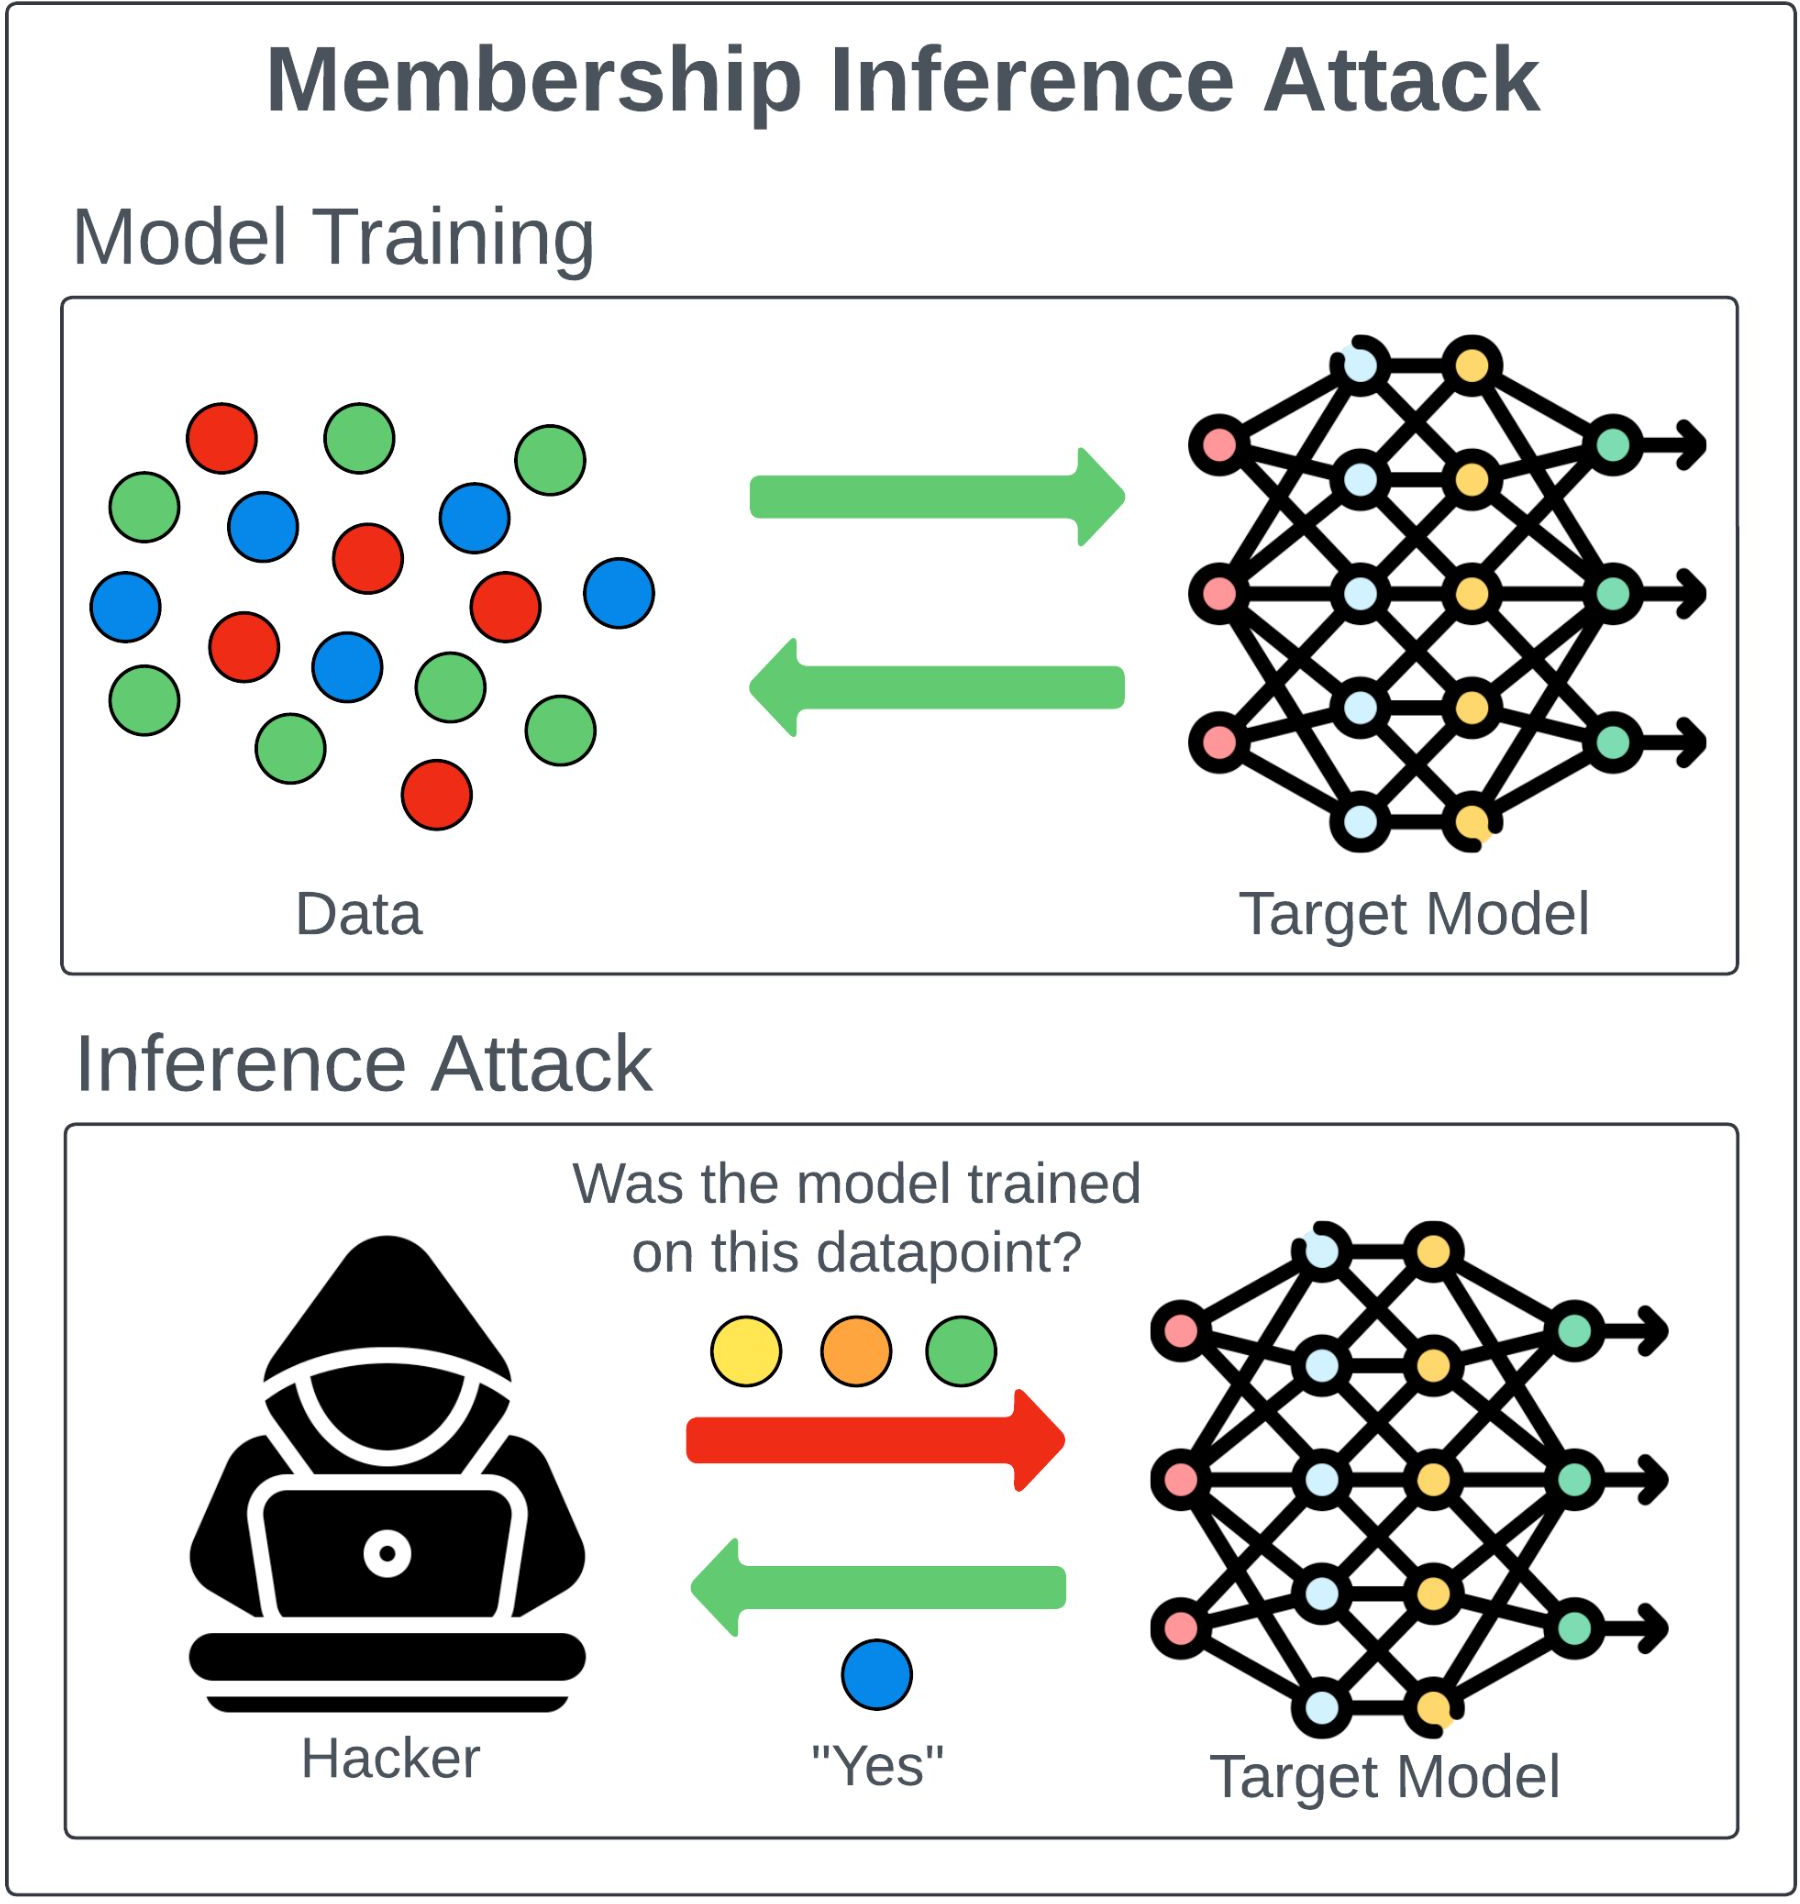 Membership Inference Attack
Model Training
Data
Target Model
Inference Attack
Was the model trained
on this datapoint?
Hacker
"Yes"
Target Model